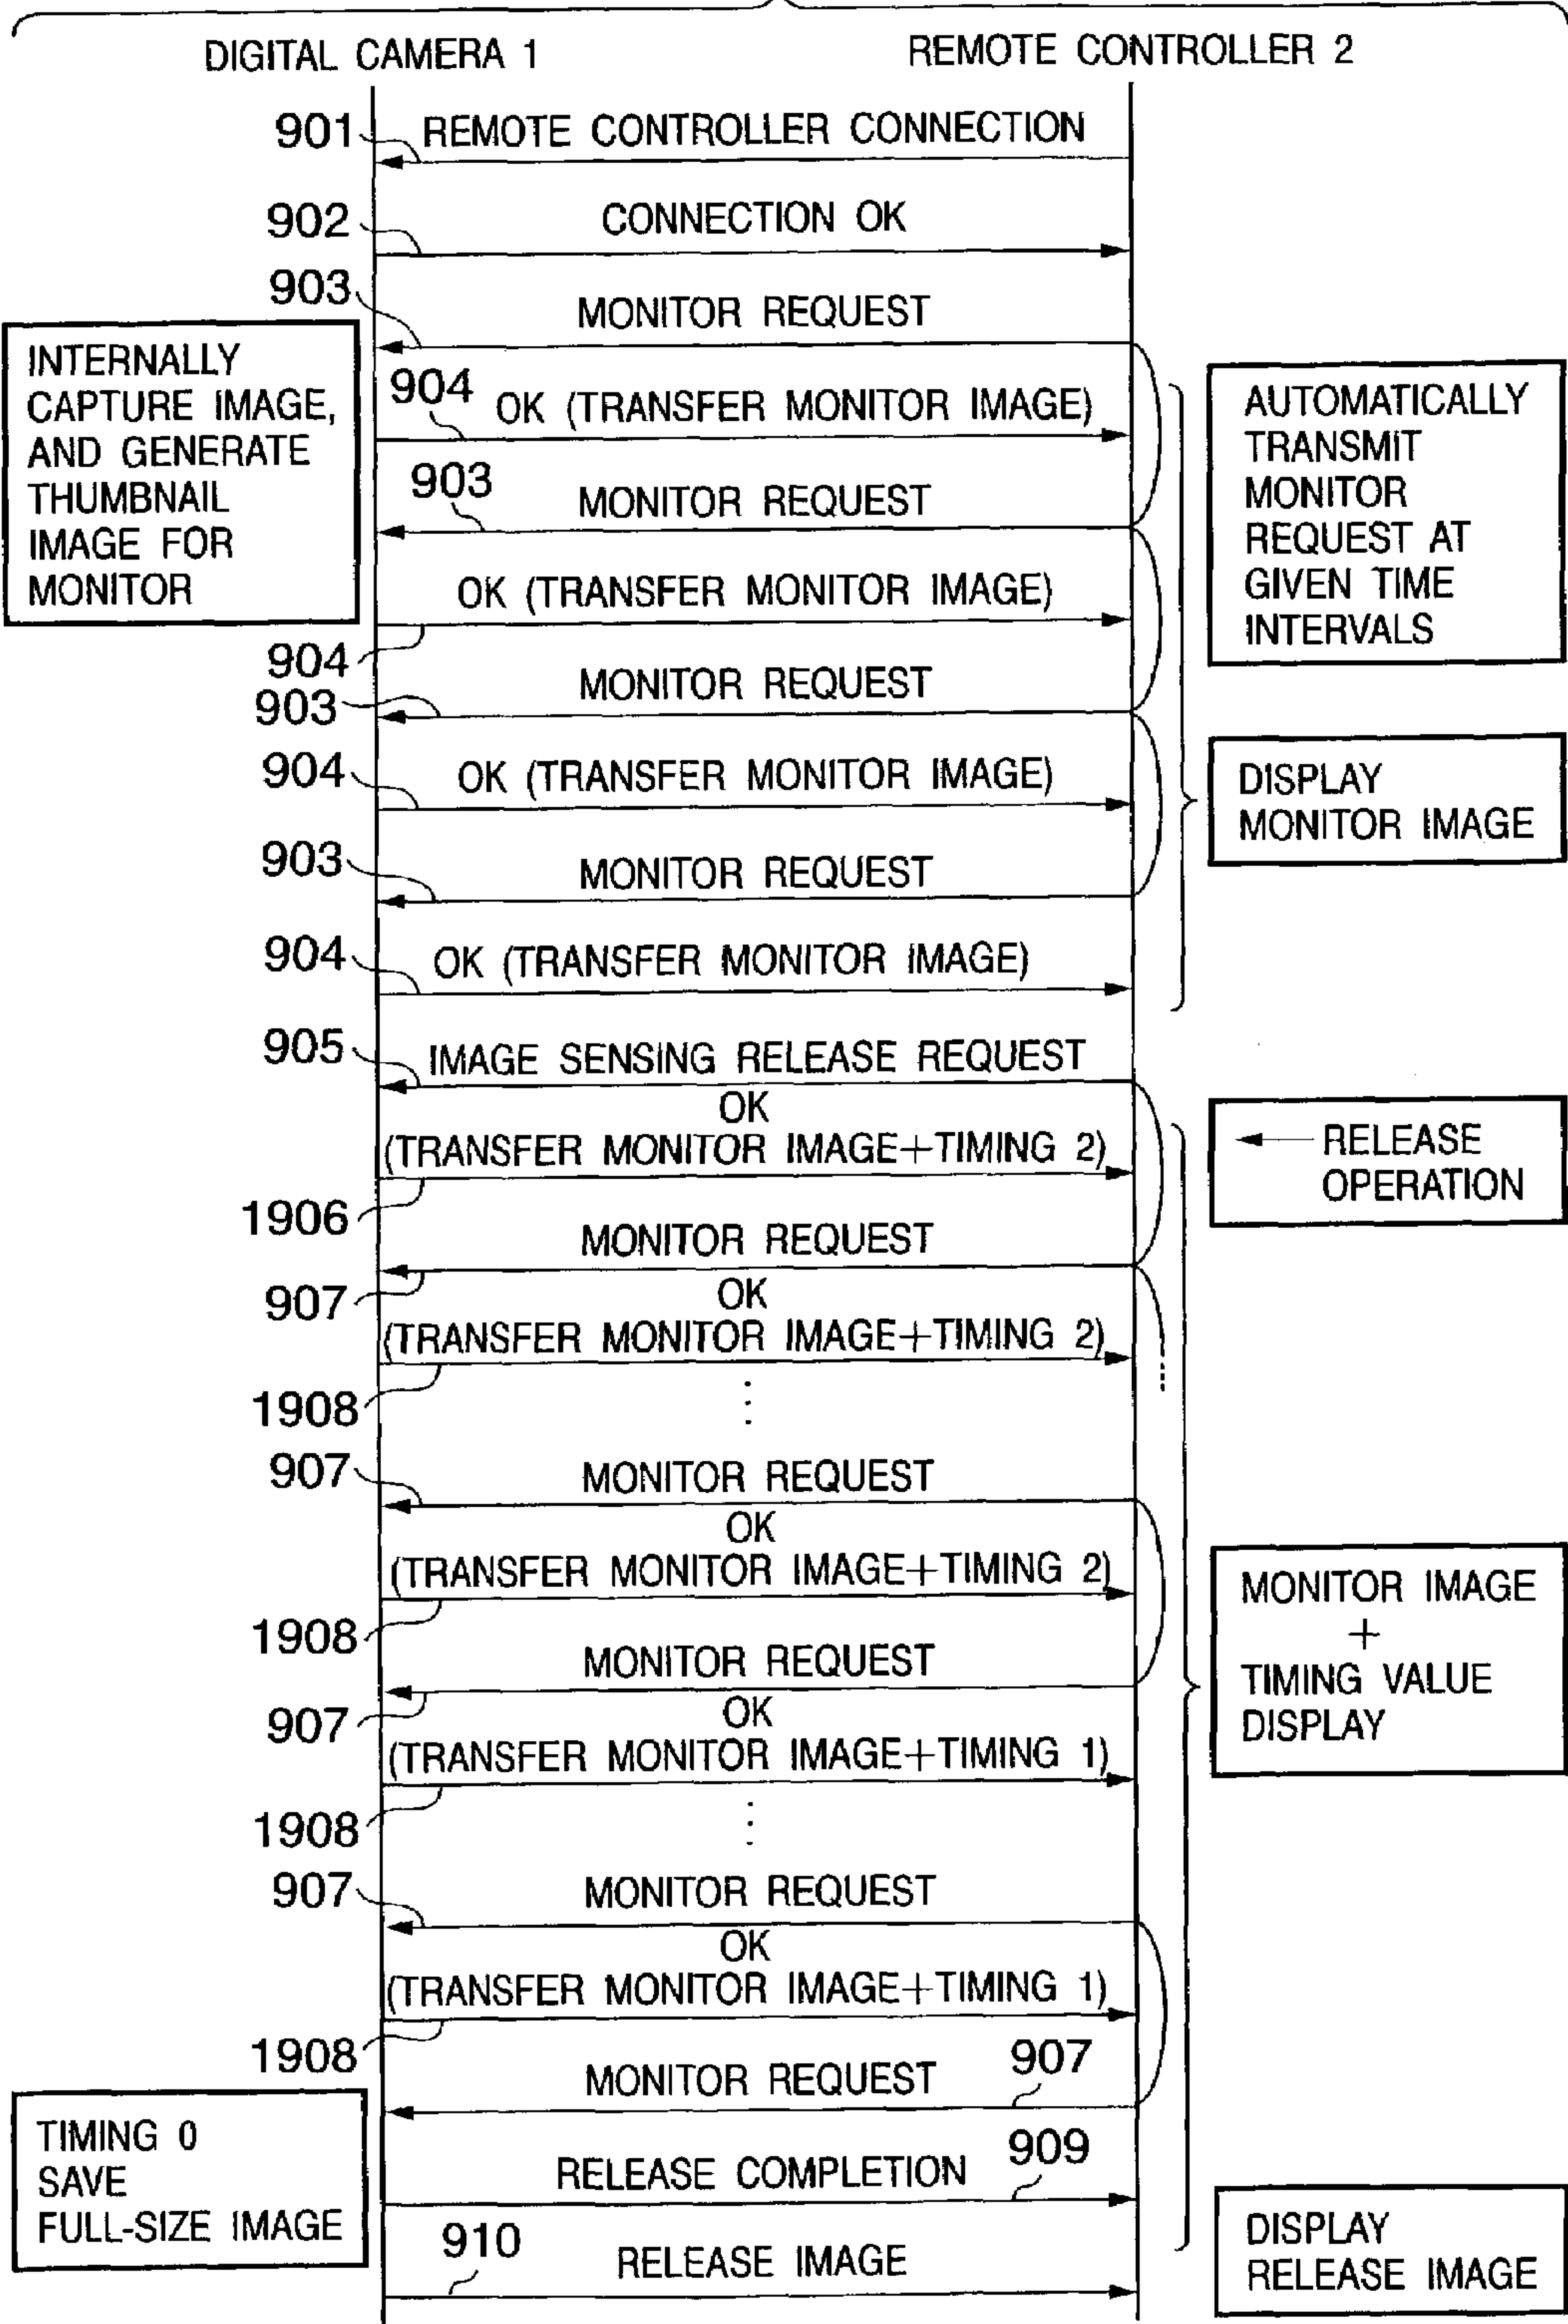 DIGITAL CAMERA 1
REMOTE CONTROLLER 2
901
REMOTE CONTROLLER CONNECTION
902
CONNECTION OK
903
MONITOR REQUEST
INTERNALLY
CAPTURE IMAGE,
AND GENERATE
THUMBNAIL
IMAGE FOR
MONITOR
904
OK (TRANSFER MONITOR IMAGE)
AUTOMATICALLY
TRANSMIT
MONITOR
REQUEST AT
GIVEN TIME
INTERVALS
903
MONITOR REQUEST
OK (TRANSFER MONITOR IMAGE)
904
MONITOR REQUEST
903
904
OK (TRANSFER MONITOR IMAGE)
DISPLAY
MONITOR IMAGE
903
MONITOR REQUEST
904
OK (TRANSFER MONITOR IMAGE)
905
IMAGE SENSING RELEASE REQUEST
OK
(TRANSFER MONITOR IMAGE+TIMING 2)
1906
RELEASE
OPERATION
MONITOR REQUEST
907
OK
(TRANSFER MONITOR IMAGE+TIMING 2)
1908
907
MONITOR REQUEST
OK
(TRANSFER MONITOR IMAGE+TIMING 2)
1908
MONITOR IMAGE
+
TIMING VALUE
DISPLAY
MONITOR REQUEST
907
OK
(TRANSFER MONITOR IMAGE+TIMING 1)
1908
907
MONITOR REQUEST
OK
(TRANSFER MONITOR IMAGE+TIMING 1)
1908
MONITOR REQUEST
907
TIMING 0
SAVE
FULL-SIZE IMAGE
RELEASE COMPLETION
909
910
RELEASE IMAGE
DISPLAY
RELEASE IMAGE